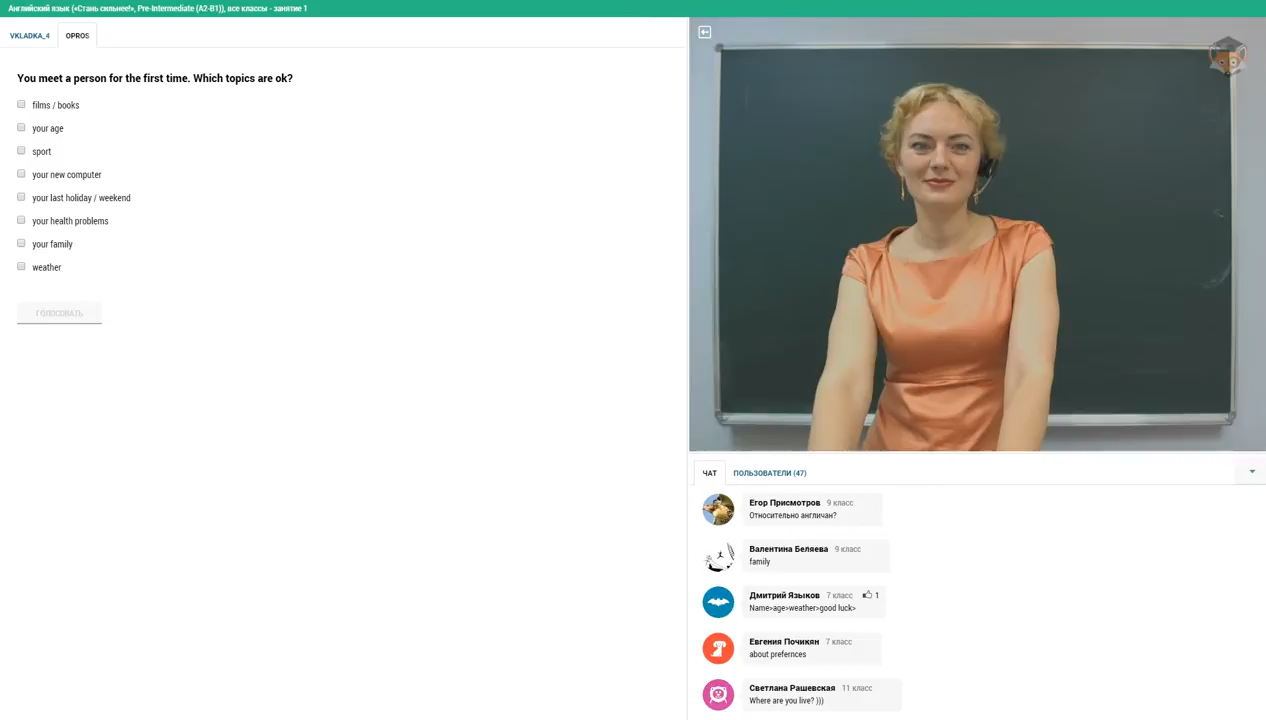 Английский язык («Стань сильнее!», Pre-Intermediate (A2-B1)), все классы - занятие 1
VKLADKA_4
OPROS
You meet a person for the first time. Which topics are ok?
films / books
your age
sport
your new computer
your last holiday / weekend
your health problems
your family
weather
ГОЛОСОВАТЬ
ЧАТ
ПОЛЬЗОВАТЕЛИ (47)
Егор Присмотров 9 класс
Относительно англичан?
Валентина Беляева 9 класс
family
Дмитрий Языков 7 класс 1
Name>age>weather>good luck>
Евгения Почикян 7 класс
about prefernces
Светлана Рашевская 11 класс
Where are you live? )))